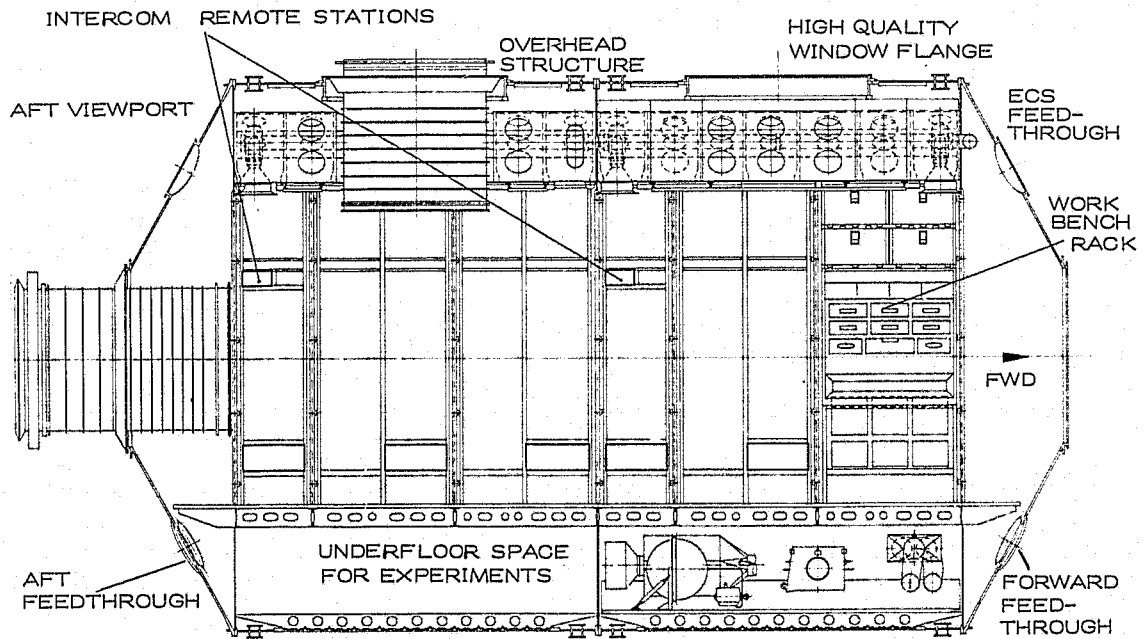 INTERCOM REMOTE STATIONS
OVERHEAD
STRUCTURE
HIGH QUALITY
WINDOW FLANGE
AFT VIEWPORT
ECS
FEED-
THROUGH
WORK
BENCH
RACK
FWD
UNDERFLOOR SPACE
FOR EXPERIMENTS
AFT
FEEDTHROUGH
FORWARD
FEED-
THROUGH